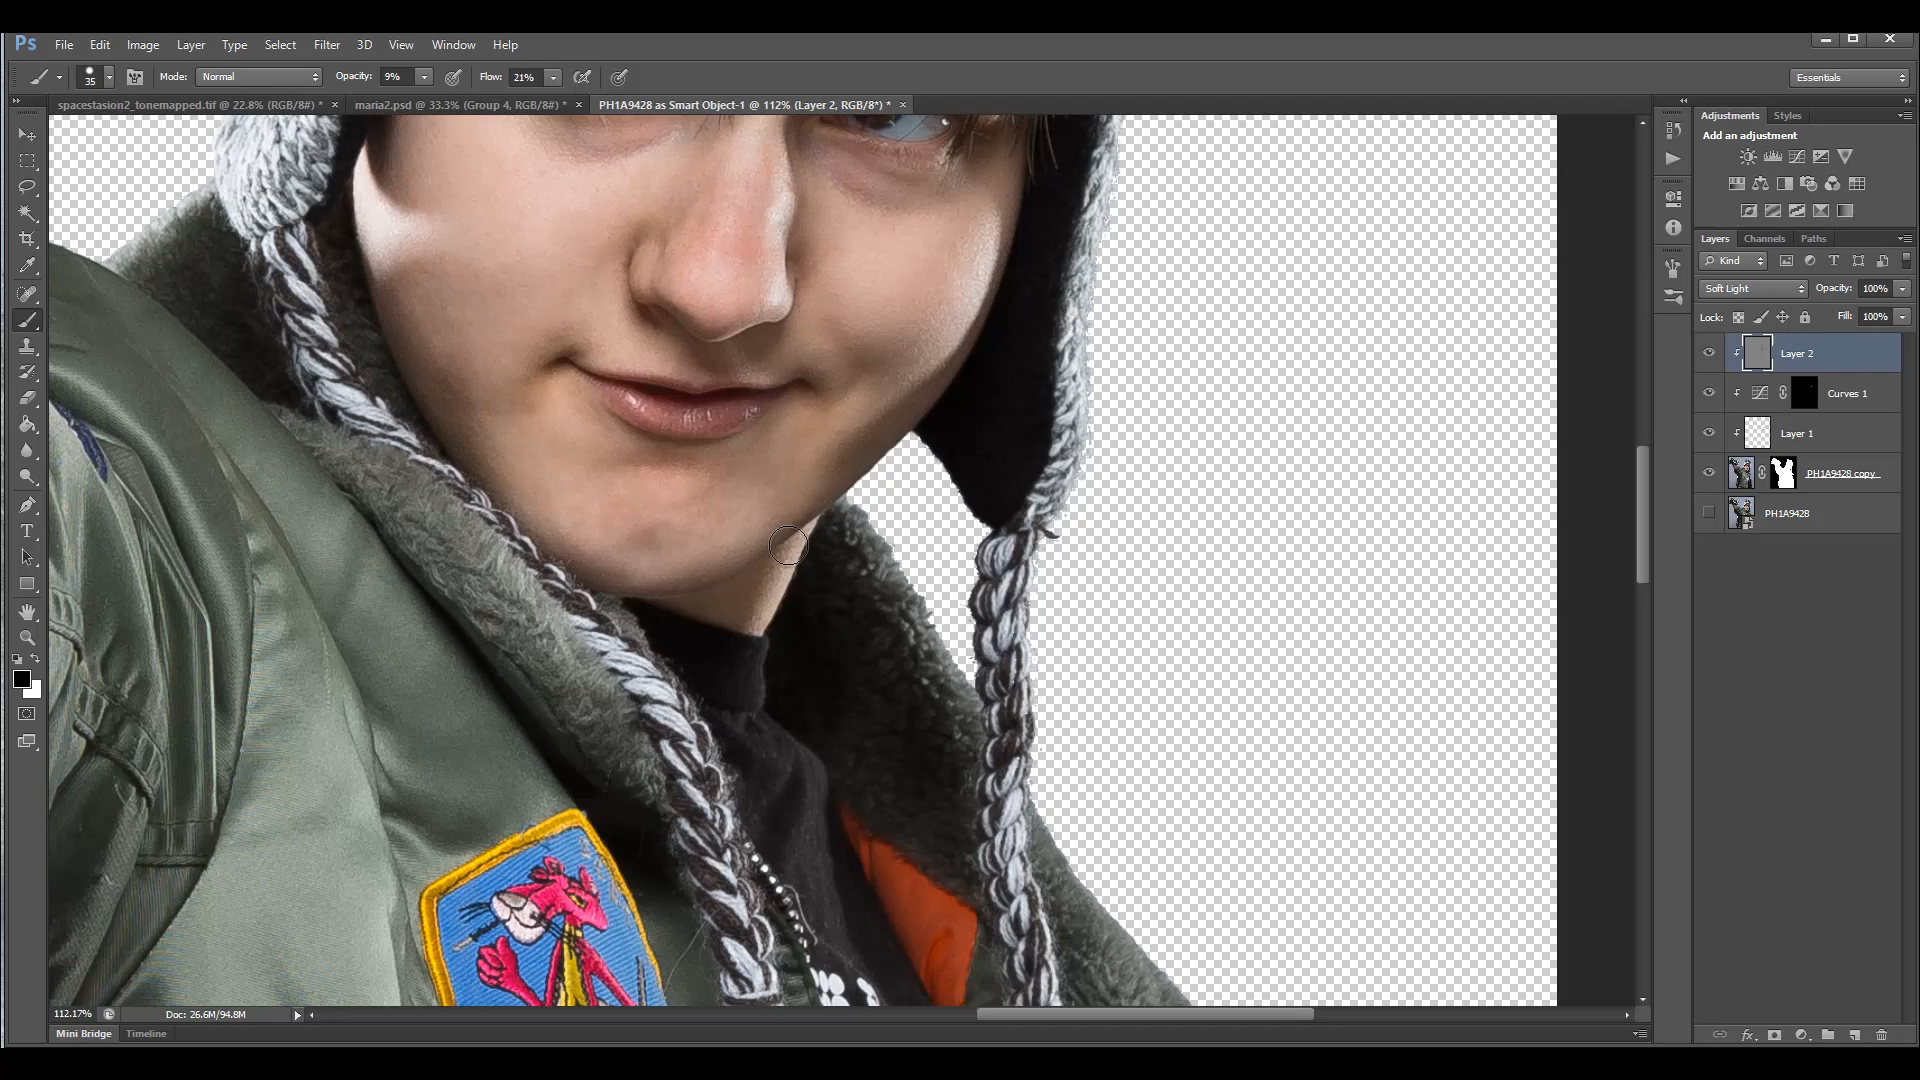 Ps File Edit Image Layer Type Select Filter 3D View Window Help
35 Mode: Normal Opacity: 9% Flow: 21% Essentials
spacestasion2_tonemapped.tif @ 22.8% (RGB/8#) * × maria2.psd @ 33.3% (Group 4, RGB/8#) * × PH1A9428 as Smart Object-1 @ 112% (Layer 2, RGB/8*) * ×
Adjustments Styles
Add an adjustment
Layers Channels Paths
Kind
Soft Light Opacity: 100%
Lock: Fill: 100%
Layer 2
Curves 1
Layer 1
PH1A9428 copy
PH1A9428
112.17% Doc: 26.6M/94.8M
Mini Bridge Timeline